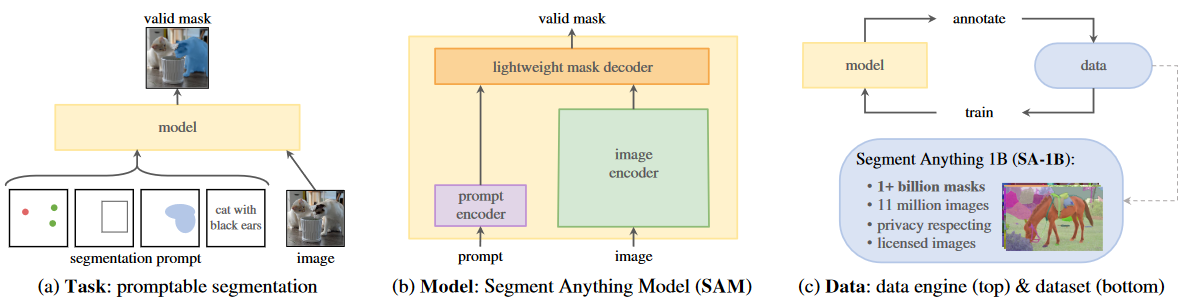 valid mask
model
cat with
black ears
segmentation prompt
image
(a) Task: promptable segmentation
valid mask
lightweight mask decoder
image
encoder
prompt
encoder
prompt
image
(b) Model: Segment Anything Model (SAM)
annotate
model
data
train
Segment Anything 1B (SA-1B):
• 1+ billion masks
• 11 million images
• privacy respecting
• licensed images
(c) Data: data engine (top) & dataset (bottom)